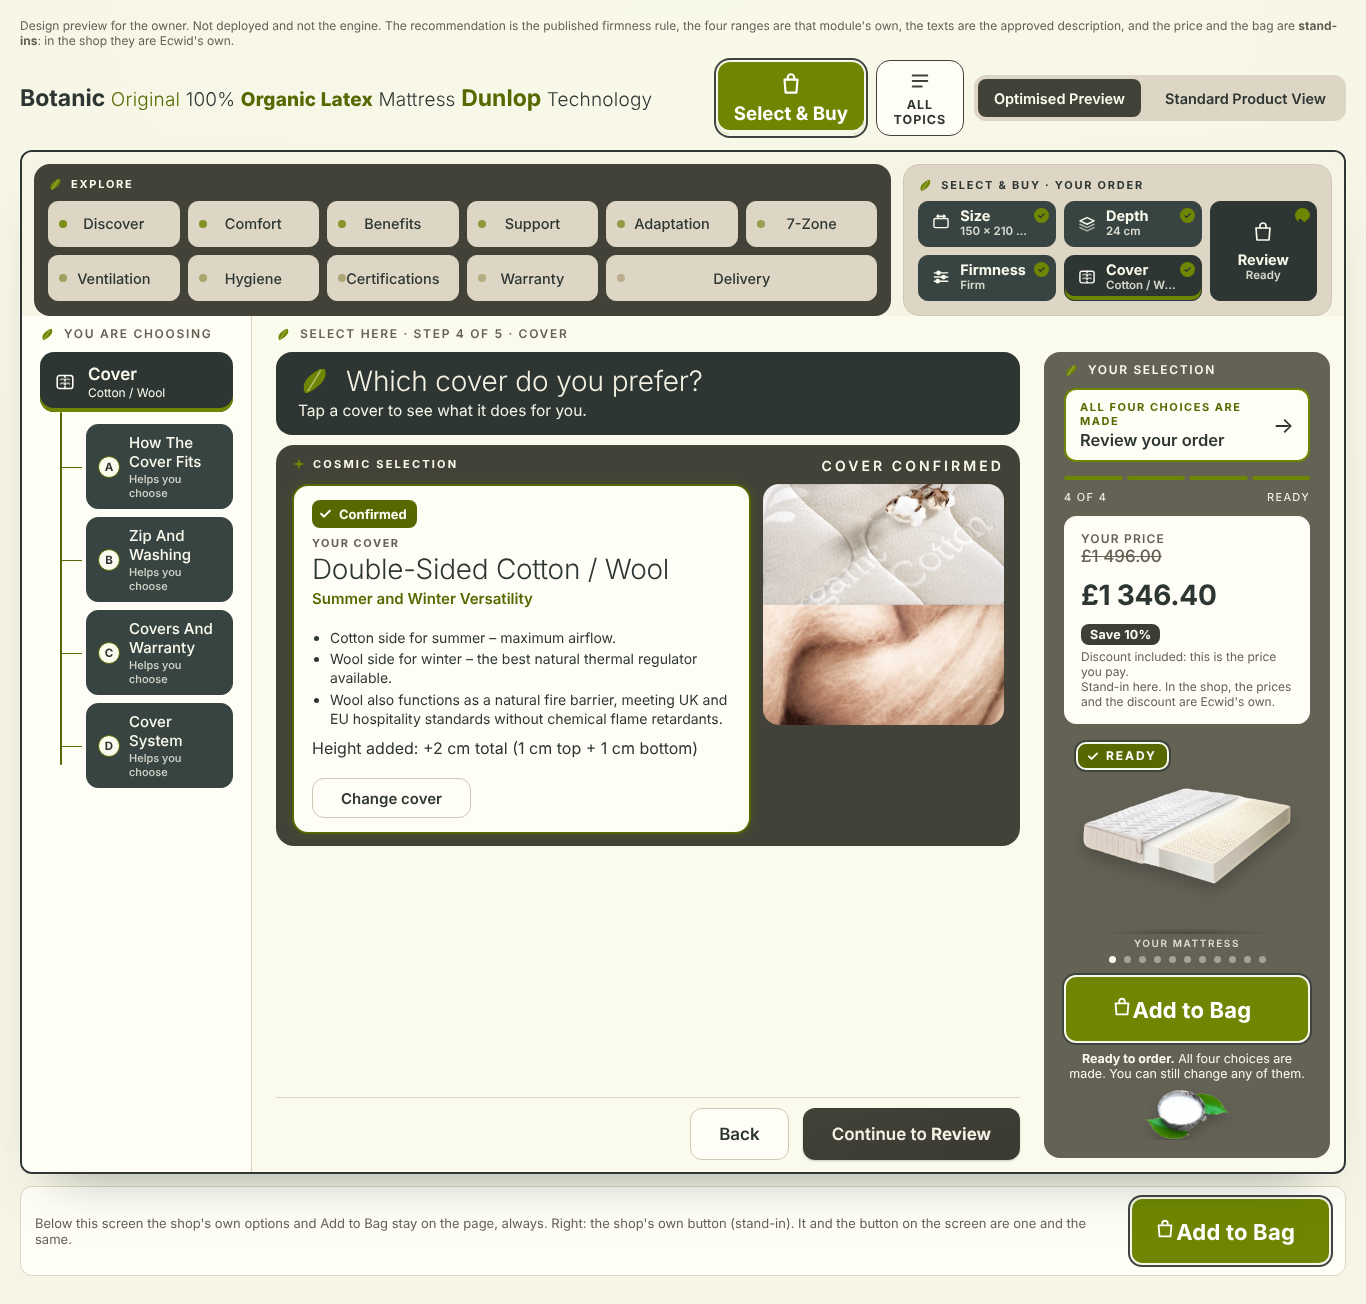 Design preview for the owner. Not deployed and not the engine. The recommendation is the published firmness rule, the four ranges are that module's own, the texts are the approved description, and the price and the bag are stand-
ins: in the shop they are Ecwid's own.
Botanic Original 100% Organic Latex Mattress Dunlop Technology
Select & Buy
ALL
TOPICS
Optimised Preview
Standard Product View
EXPLORE
Discover
Comfort
Benefits
Support
Adaptation
7-Zone
Ventilation
Hygiene
Certifications
Warranty
Delivery
SELECT & BUY · YOUR ORDER
Size
150 × 210 ...
Depth
24 cm
Firmness
Firm
Cover
Cotton / W...
Review
Ready
YOU ARE CHOOSING
Cover
Cotton / Wool
A
How The
Cover Fits
Helps you
choose
B
Zip And
Washing
Helps you
choose
C
Covers And
Warranty
Helps you
choose
D
Cover
System
Helps you
choose
SELECT HERE · STEP 4 OF 5 · COVER
Which cover do you prefer?
Tap a cover to see what it does for you.
COSMIC SELECTION
COVER CONFIRMED
Confirmed
YOUR COVER
Double-Sided Cotton / Wool
Summer and Winter Versatility
• Cotton side for summer – maximum airflow.
• Wool side for winter – the best natural thermal regulator
available.
• Wool also functions as a natural fire barrier, meeting UK and
EU hospitality standards without chemical flame retardants.
Height added: +2 cm total (1 cm top + 1 cm bottom)
Change cover
Cotton
Back
Continue to Review
YOUR SELECTION
ALL FOUR CHOICES ARE
MADE
Review your order
4 OF 4
READY
YOUR PRICE
£1 496.00
£1 346.40
Save 10%
Discount included: this is the price
you pay.
Stand-in here. In the shop, the prices
and the discount are Ecwid's own.
READY
YOUR MATTRESS
Add to Bag
Ready to order. All four choices are
made. You can still change any of them.
Below this screen the shop's own options and Add to Bag stay on the page, always. Right: the shop's own button (stand-in). It and the button on the screen are one and the
same.
Add to Bag